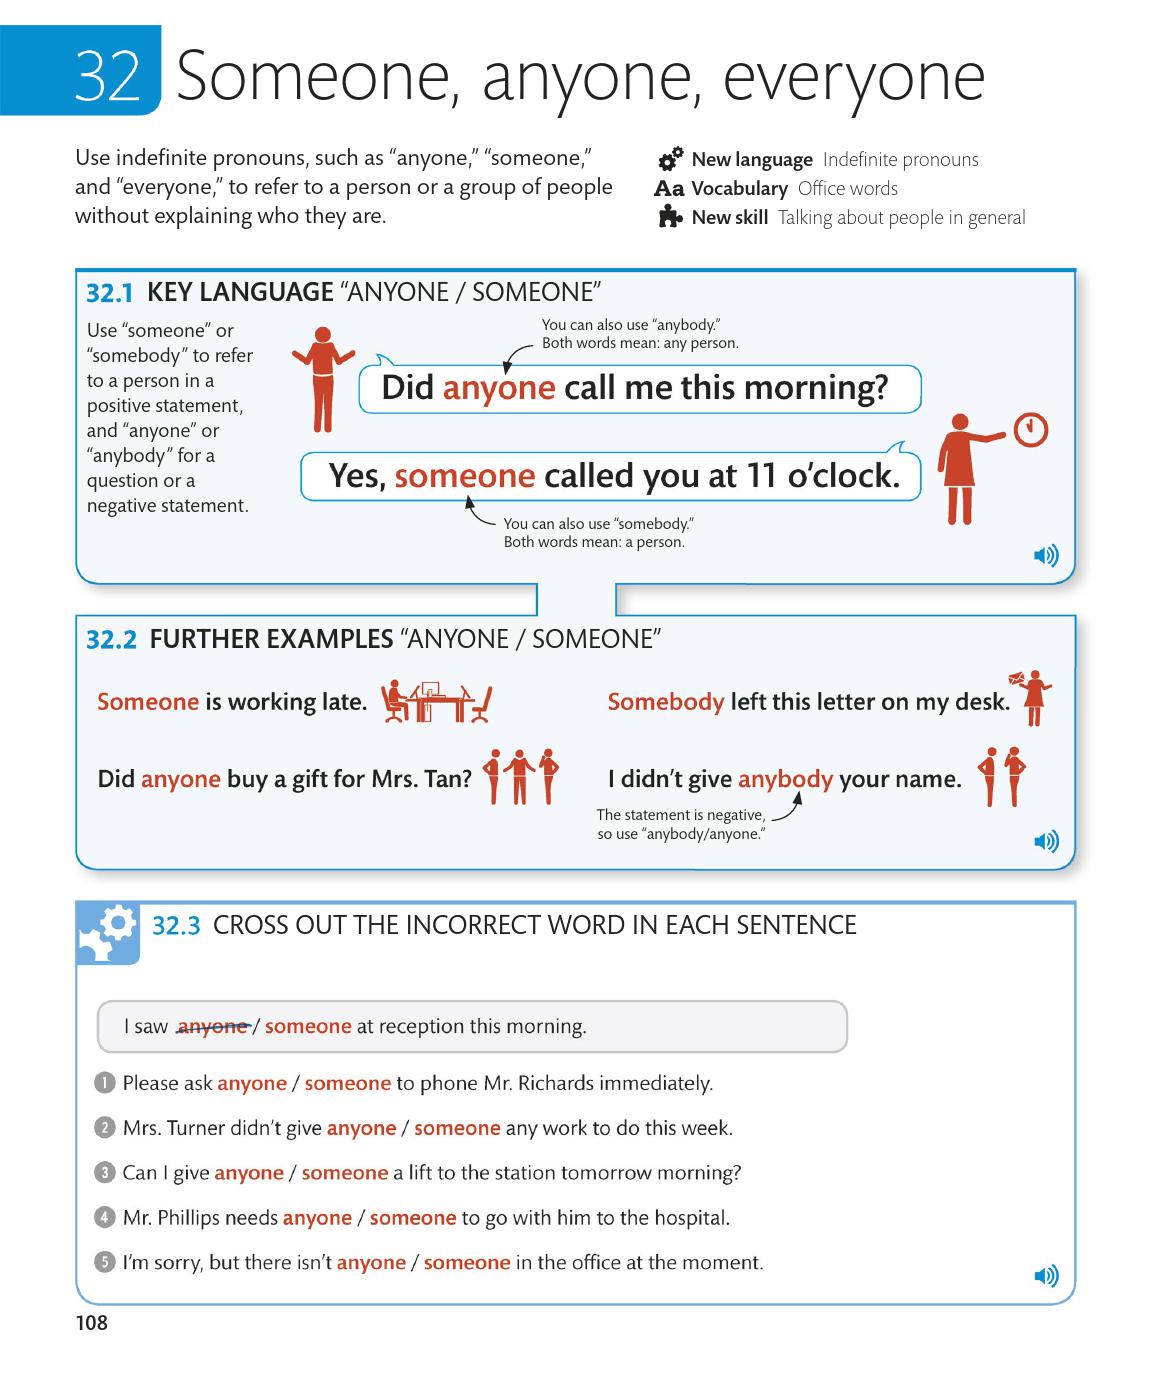 32 Someone, anyone, everyone
Use indefinite pronouns, such as “anyone,” “someone,”
and “everyone,” to refer to a person or a group of people
without explaining who they are.
New language Indefinite pronouns
Aa Vocabulary Office words
New skill Talking about people in general
32.1 KEY LANGUAGE “ANYONE / SOMEONE”
Use “someone” or
“somebody” to refer
to a person in a
positive statement,
and “anyone” or
“anybody” for a
question or a
negative statement.
You can also use “anybody.”
Both words mean: any person.
Did anyone call me this morning?
Yes, someone called you at 11 o’clock.
You can also use “somebody.”
Both words mean: a person.
32.2 FURTHER EXAMPLES “ANYONE / SOMEONE”
Someone is working late.
Somebody left this letter on my desk.
Did anyone buy a gift for Mrs. Tan?
I didn’t give anybody your name.
The statement is negative,
so use “anybody/anyone.”
32.3 CROSS OUT THE INCORRECT WORD IN EACH SENTENCE
I saw anyone / someone at reception this morning.
1 Please ask anyone / someone to phone Mr. Richards immediately.
2 Mrs. Turner didn’t give anyone / someone any work to do this week.
3 Can I give anyone / someone a lift to the station tomorrow morning?
4 Mr. Phillips needs anyone / someone to go with him to the hospital.
5 I’m sorry, but there isn’t anyone / someone in the office at the moment.
108